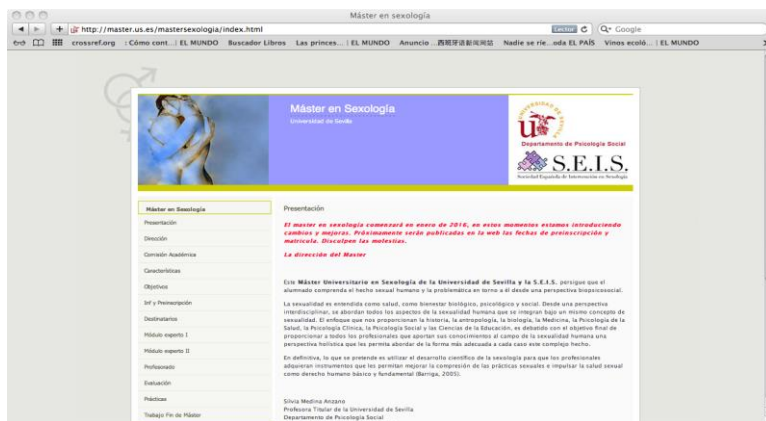 Máster en sexología
http://master.us.es/mastersexologia/index.html
Lector
Google
crossref.org ¿Cómo cont...| EL MUNDO Buscador Libros Las princes... | EL MUNDO Anuncio ...西班牙语新闻网站 Nadie se ríe...oda EL PAÍS Vinos ecoló... | EL MUNDO
Máster en Sexología
Universidad de Sevilla
UNIVERSIDAD DE SEVILLA
Departamento de Psicología Social
S.E.I.S.
Sociedad Española de Intervención en Sexología
Máster en Sexología
Presentación
Dirección
Comisión Académica
Características
Objetivos
Inf y Preinscripción
Destinatarios
Módulo experto I
Módulo experto II
Profesorado
Evaluación
Prácticas
Trabajo Fin de Máster
Presentación
El master en sexología comenzará en enero de 2016, en estos momentos estamos introduciendo
cambios y mejoras. Próximamente serán publicadas en la web las fechas de preinscripción y
matrícula. Disculpen las molestias.
La dirección del Master
Este Máster Universitario en Sexología de la Universidad de Sevilla y la S.E.I.S. persigue que el
alumnado comprenda el hecho sexual humano y la problemática en torno a él desde una perspectiva biopsicosocial.
La sexualidad es entendida como salud, como bienestar biológico, psicológico y social. Desde una perspectiva
interdisciplinar, se abordan todos los aspectos de la sexualidad humana que se integran bajo un mismo concepto de
sexualidad. El enfoque que nos proporcionan la historia, la antropología, la biología, la Medicina, la Psicología de la
Salud, la Psicología Clínica, la Psicología Social y las Ciencias de la Educación, es debatido con el objetivo final de
proporcionar a todos los profesionales que aportan sus conocimientos al campo de la sexualidad humana una
perspectiva holística que les permita abordar de la forma más adecuada a cada caso este complejo hecho.
En definitiva, lo que se pretende es utilizar el desarrollo científico de la sexología para que los profesionales
adquieran instrumentos que les permitan mejorar la compresión de las prácticas sexuales e impulsar la salud sexual
como derecho humano básico y fundamental (Barriga, 2005).
Silvia Medina Anzano
Profesora Titular de la Universidad de Sevilla
Departamento de Psicología Social